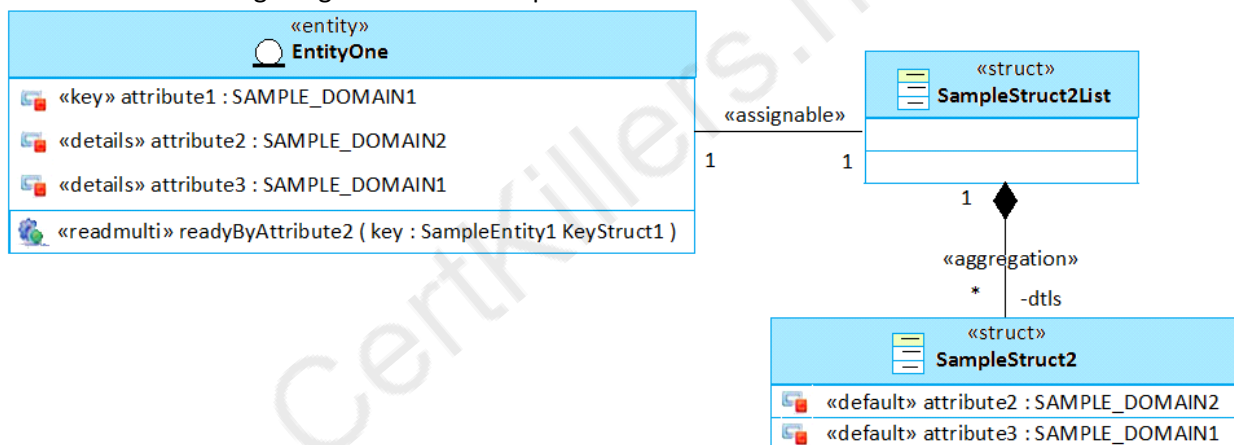 «entity»
EntityOne
«key» attribute1 : SAMPLE_DOMAIN1
«details» attribute2 : SAMPLE_DOMAIN2
«details» attribute3 : SAMPLE_DOMAIN1
«readmulti» readyByAttribute2 ( key : SampleEntity1 KeyStruct1 )
«assignable»
1
1
«struct»
SampleStruct2List
1
«aggregation»
*
-dtls
«struct»
SampleStruct2
«default» attribute2 : SAMPLE_DOMAIN2
«default» attribute3 : SAMPLE_DOMAIN1